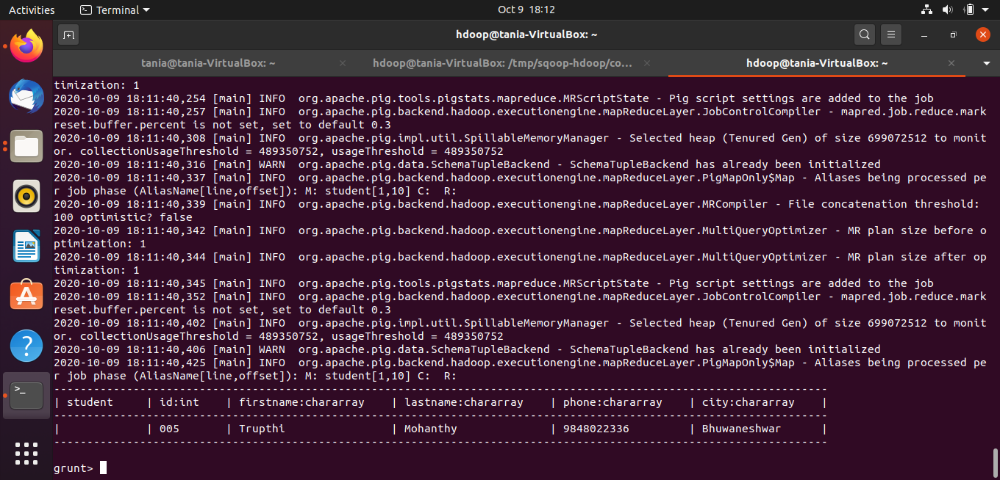 Activities Terminal Oct 9 18:12
hdoop@tania-VirtualBox: ~
tania@tania-VirtualBox: ~ hdoop@tania-VirtualBox: /tmp/sqoop-hdoop/co... hdoop@tania-VirtualBox: ~
timization: 1
2020-10-09 18:11:40,254 [main] INFO  org.apache.pig.tools.pigstats.mapreduce.MRScriptState - Pig script settings are added to the job
2020-10-09 18:11:40,257 [main] INFO  org.apache.pig.backend.hadoop.executionengine.mapReduceLayer.JobControlCompiler - mapred.job.reduce.mark
reset.buffer.percent is not set, set to default 0.3
2020-10-09 18:11:40,308 [main] INFO  org.apache.pig.impl.util.SpillableMemoryManager - Selected heap (Tenured Gen) of size 699072512 to monit
or. collectionUsageThreshold = 489350752, usageThreshold = 489350752
2020-10-09 18:11:40,316 [main] WARN  org.apache.pig.data.SchemaTupleBackend - SchemaTupleBackend has already been initialized
2020-10-09 18:11:40,337 [main] INFO  org.apache.pig.backend.hadoop.executionengine.mapReduceLayer.PigMapOnly$Map - Aliases being processed pe
r job phase (AliasName[line,offset]): M: student[1,10] C:  R:
2020-10-09 18:11:40,339 [main] INFO  org.apache.pig.backend.hadoop.executionengine.mapReduceLayer.MRCompiler - File concatenation threshold:
100 optimistic? false
2020-10-09 18:11:40,342 [main] INFO  org.apache.pig.backend.hadoop.executionengine.mapReduceLayer.MultiQueryOptimizer - MR plan size before o
ptimization: 1
2020-10-09 18:11:40,344 [main] INFO  org.apache.pig.backend.hadoop.executionengine.mapReduceLayer.MultiQueryOptimizer - MR plan size after op
timization: 1
2020-10-09 18:11:40,345 [main] INFO  org.apache.pig.tools.pigstats.mapreduce.MRScriptState - Pig script settings are added to the job
2020-10-09 18:11:40,352 [main] INFO  org.apache.pig.backend.hadoop.executionengine.mapReduceLayer.JobControlCompiler - mapred.job.reduce.mark
reset.buffer.percent is not set, set to default 0.3
2020-10-09 18:11:40,402 [main] INFO  org.apache.pig.impl.util.SpillableMemoryManager - Selected heap (Tenured Gen) of size 699072512 to monit
or. collectionUsageThreshold = 489350752, usageThreshold = 489350752
2020-10-09 18:11:40,406 [main] WARN  org.apache.pig.data.SchemaTupleBackend - SchemaTupleBackend has already been initialized
2020-10-09 18:11:40,425 [main] INFO  org.apache.pig.backend.hadoop.executionengine.mapReduceLayer.PigMapOnly$Map - Aliases being processed pe
r job phase (AliasName[line,offset]): M: student[1,10] C:  R:
---------------------------------------------------------------------------------------------------------------------
| student     | id:int    | firstname:chararray    | lastname:chararray    | phone:chararray    | city:chararray    |
---------------------------------------------------------------------------------------------------------------------
|             | 005       | Trupthi                | Mohanthy              | 9848022336         | Bhuwaneshwar      |
---------------------------------------------------------------------------------------------------------------------
grunt>